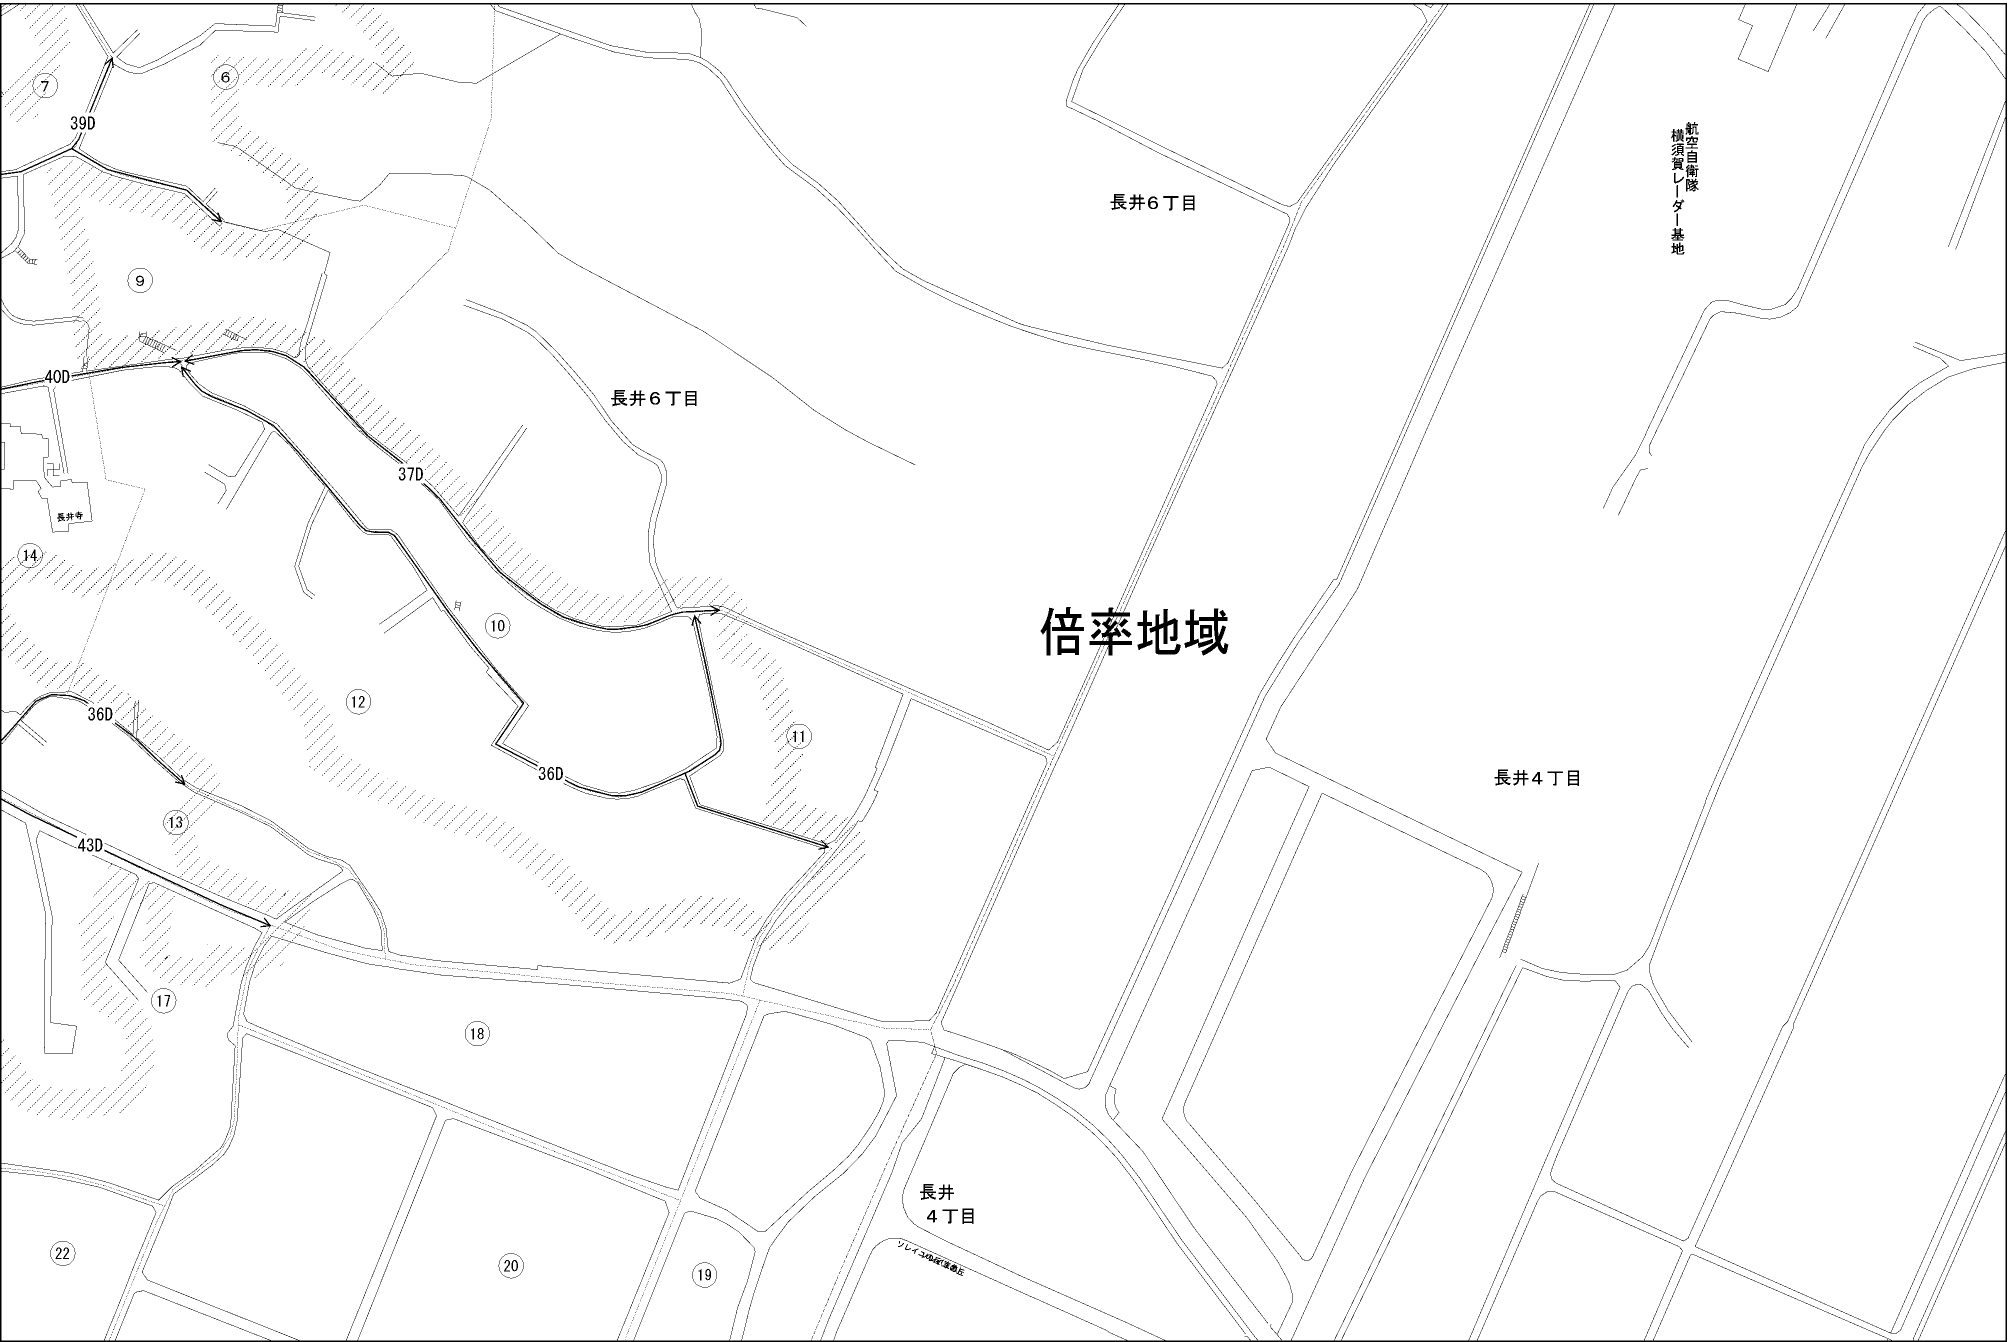 ⑥
⑦
39D
航空自衛隊
横須賀レーダー基地
長井６丁目
⑨
40D
長井６丁目
37D
長井寺
⑭
⑩
倍率地域
⑫
36D
⑪
36D
長井４丁目
⑬
43D
⑰
⑱
長井
４丁目
㉒
⑳
⑲